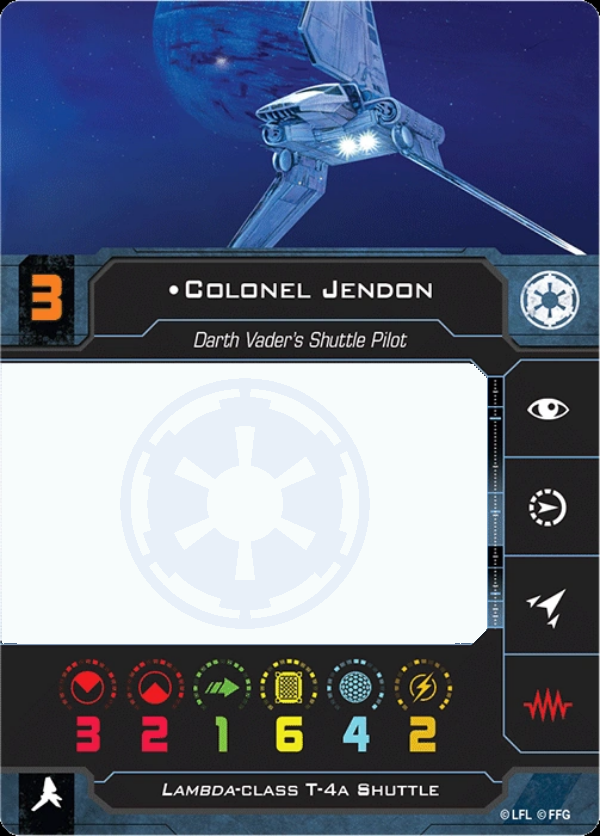 3
•Colonel Jendon
Darth Vader's Shuttle Pilot
3 2 1 6 4 2
Lambda-class T-4a Shuttle
© LFL © FFG